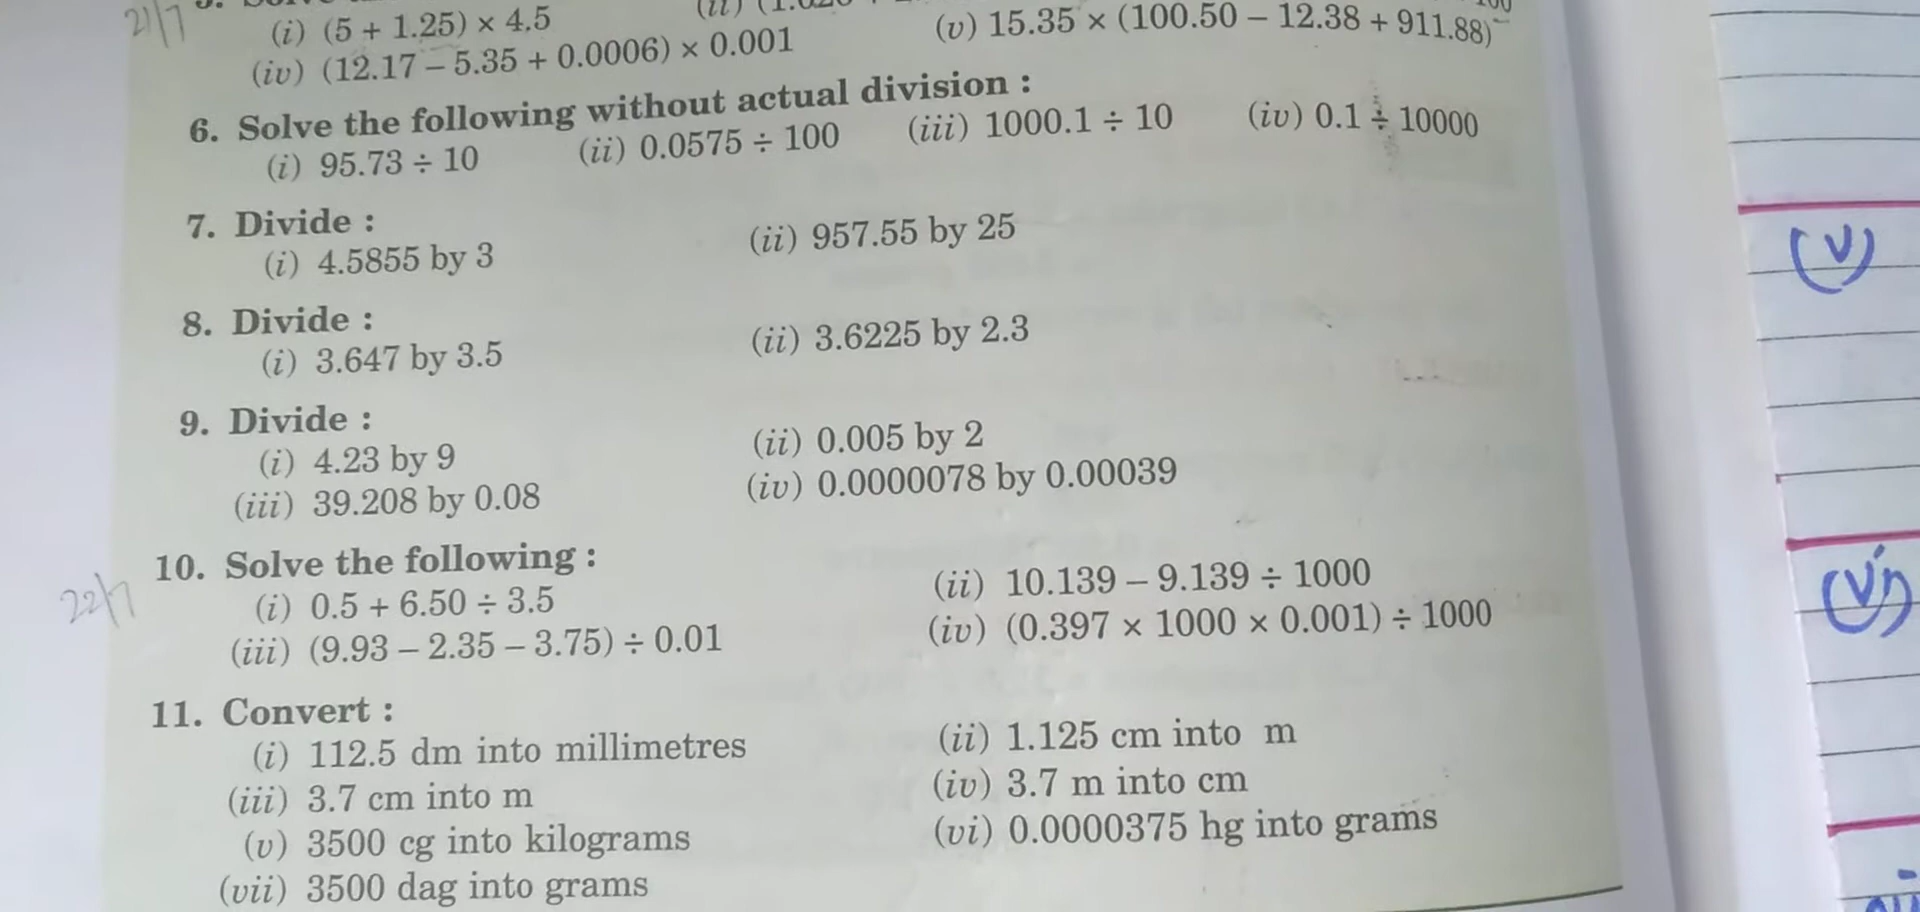 21/7
(i) (5 + 1.25) × 4.5
(iv) (12.17 – 5.35 + 0.0006) × 0.001 (v) 15.35 × (100.50 – 12.38 + 911.88)
6. Solve the following without actual division :
(i) 95.73 ÷ 10 (ii) 0.0575 ÷ 100 (iii) 1000.1 ÷ 10 (iv) 0.1 ÷ 10000
7. Divide :
(i) 4.5855 by 3 (ii) 957.55 by 25
8. Divide :
(i) 3.647 by 3.5 (ii) 3.6225 by 2.3
9. Divide :
(i) 4.23 by 9 (ii) 0.005 by 2
(iii) 39.208 by 0.08 (iv) 0.0000078 by 0.00039
22/7
10. Solve the following :
(i) 0.5 + 6.50 ÷ 3.5 (ii) 10.139 – 9.139 ÷ 1000
(iii) (9.93 – 2.35 – 3.75) ÷ 0.01 (iv) (0.397 × 1000 × 0.001) ÷ 1000
11. Convert :
(i) 112.5 dm into millimetres (ii) 1.125 cm into m
(iii) 3.7 cm into m (iv) 3.7 m into cm
(v) 3500 cg into kilograms (vi) 0.0000375 hg into grams
(vii) 3500 dag into grams
(v)
(vi)